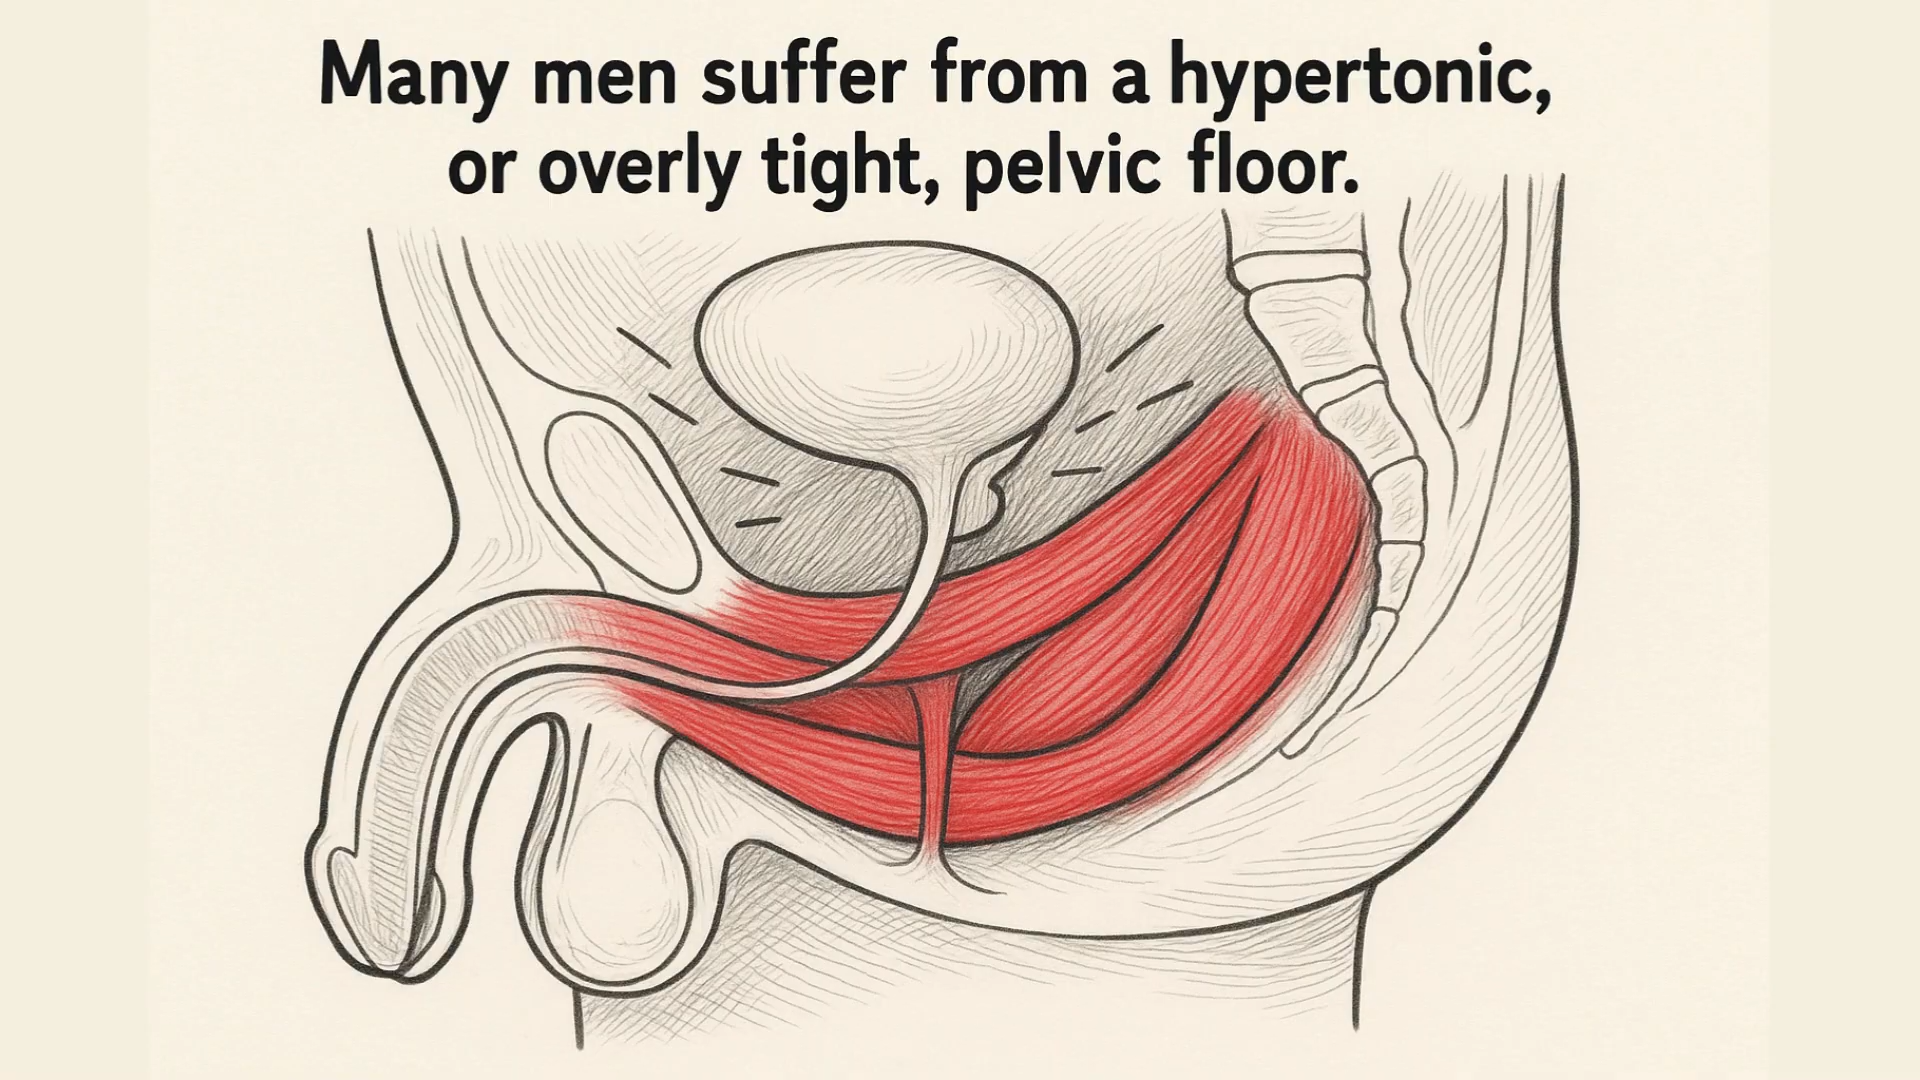 Many men suffer from a hypertonic,
or overly tight, pelvic floor.